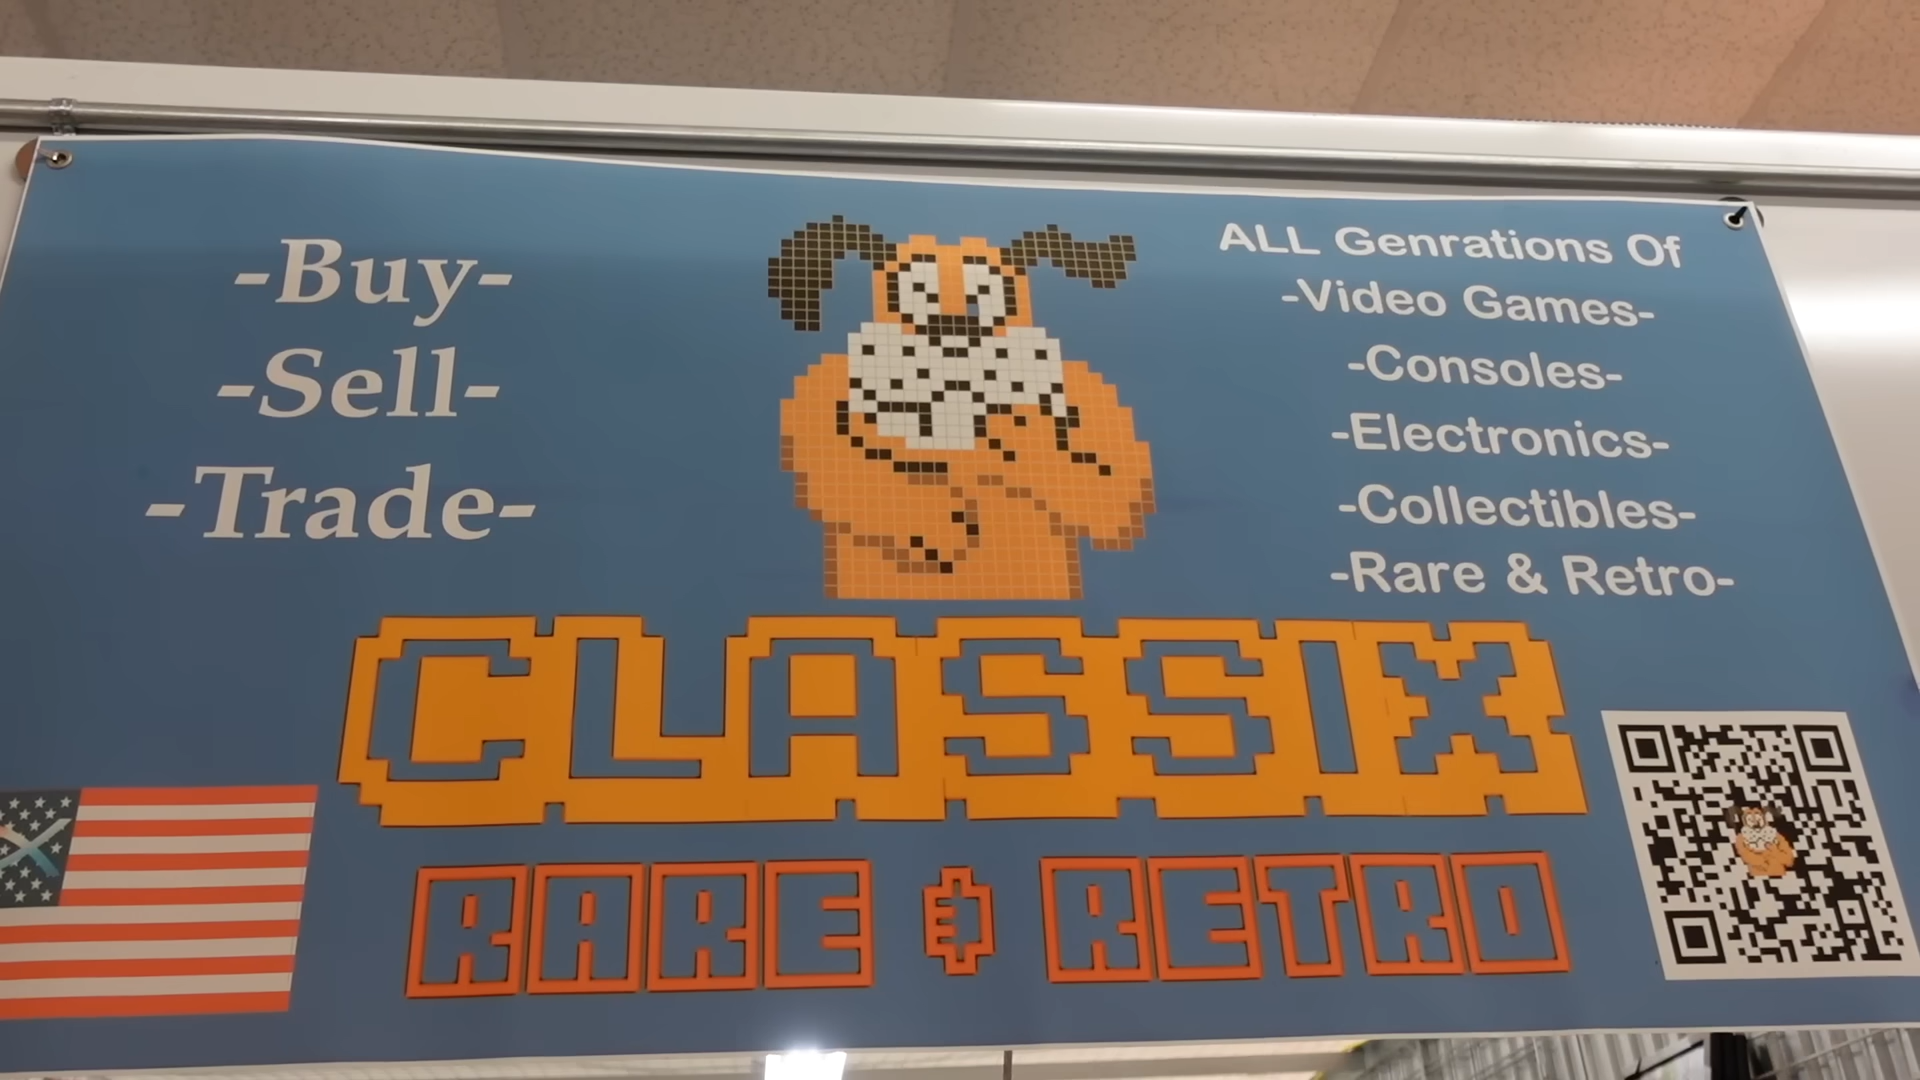 -Buy-
-Sell-
-Trade-
ALL Genrations Of
-Video Games-
-Consoles-
-Electronics-
-Collectibles-
-Rare & Retro-
CLASSIX
RARE & RETRO